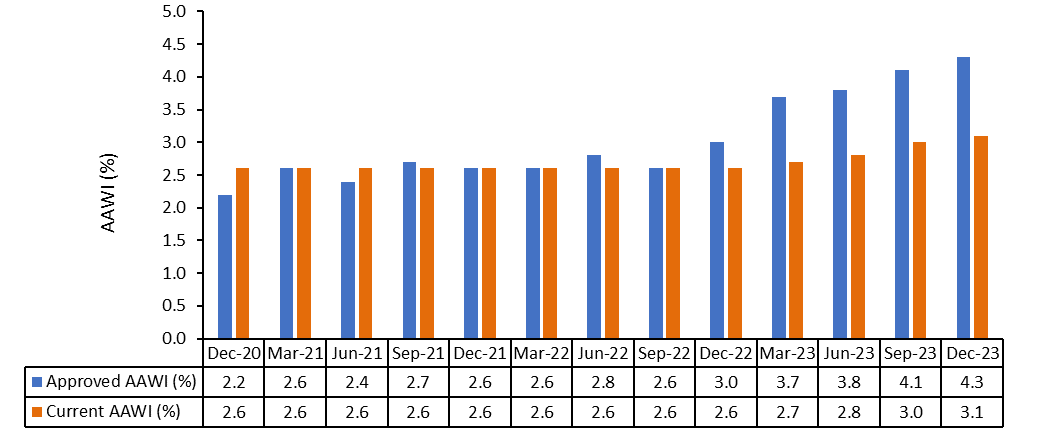 5.0
4.5
4.0
3.5
3.0
2.5
2.0
1.5
1.0
0.5
0.0
AAWI (%)
Dec-20 Mar-21 Jun-21 Sep-21 Dec-21 Mar-22 Jun-22 Sep-22 Dec-22 Mar-23 Jun-23 Sep-23 Dec-23
Approved AAWI (%) 2.2 2.6 2.4 2.7 2.6 2.6 2.8 2.6 3.0 3.7 3.8 4.1 4.3
Current AAWI (%) 2.6 2.6 2.6 2.6 2.6 2.6 2.6 2.6 2.6 2.7 2.8 3.0 3.1